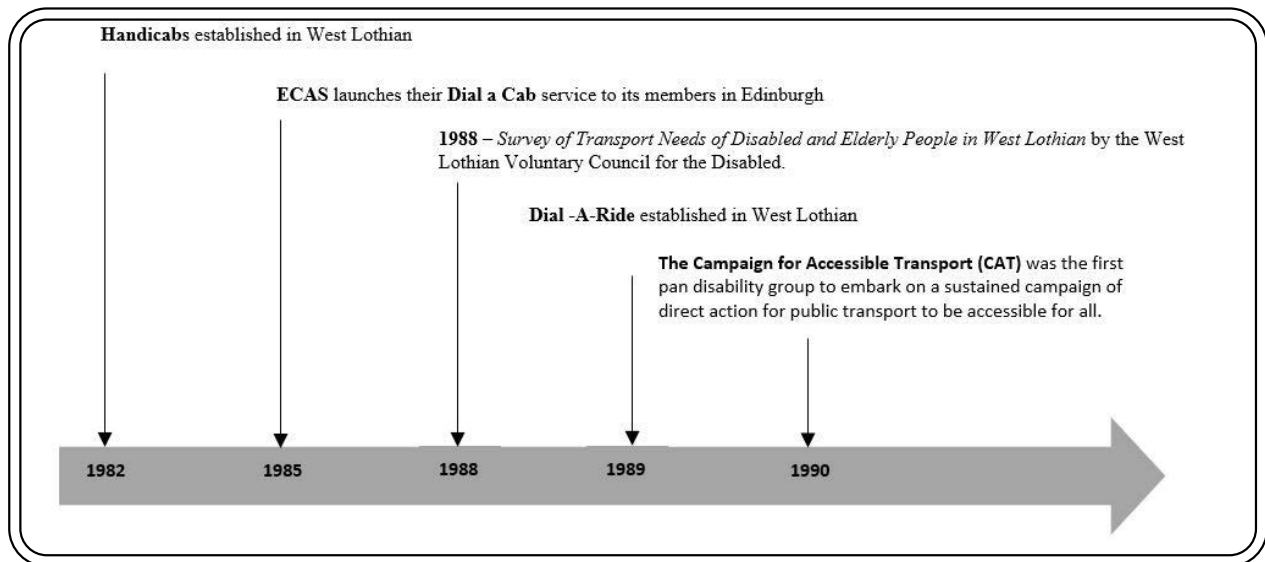 Handicabs established in West Lothian
ECAS launches their Dial a Cab service to its members in Edinburgh
1988 – Survey of Transport Needs of Disabled and Elderly People in West Lothian by the West
Lothian Voluntary Council for the Disabled.
Dial -A-Ride established in West Lothian
The Campaign for Accessible Transport (CAT) was the first
pan disability group to embark on a sustained campaign of
direct action for public transport to be accessible for all.
1982
1985
1988
1989
1990